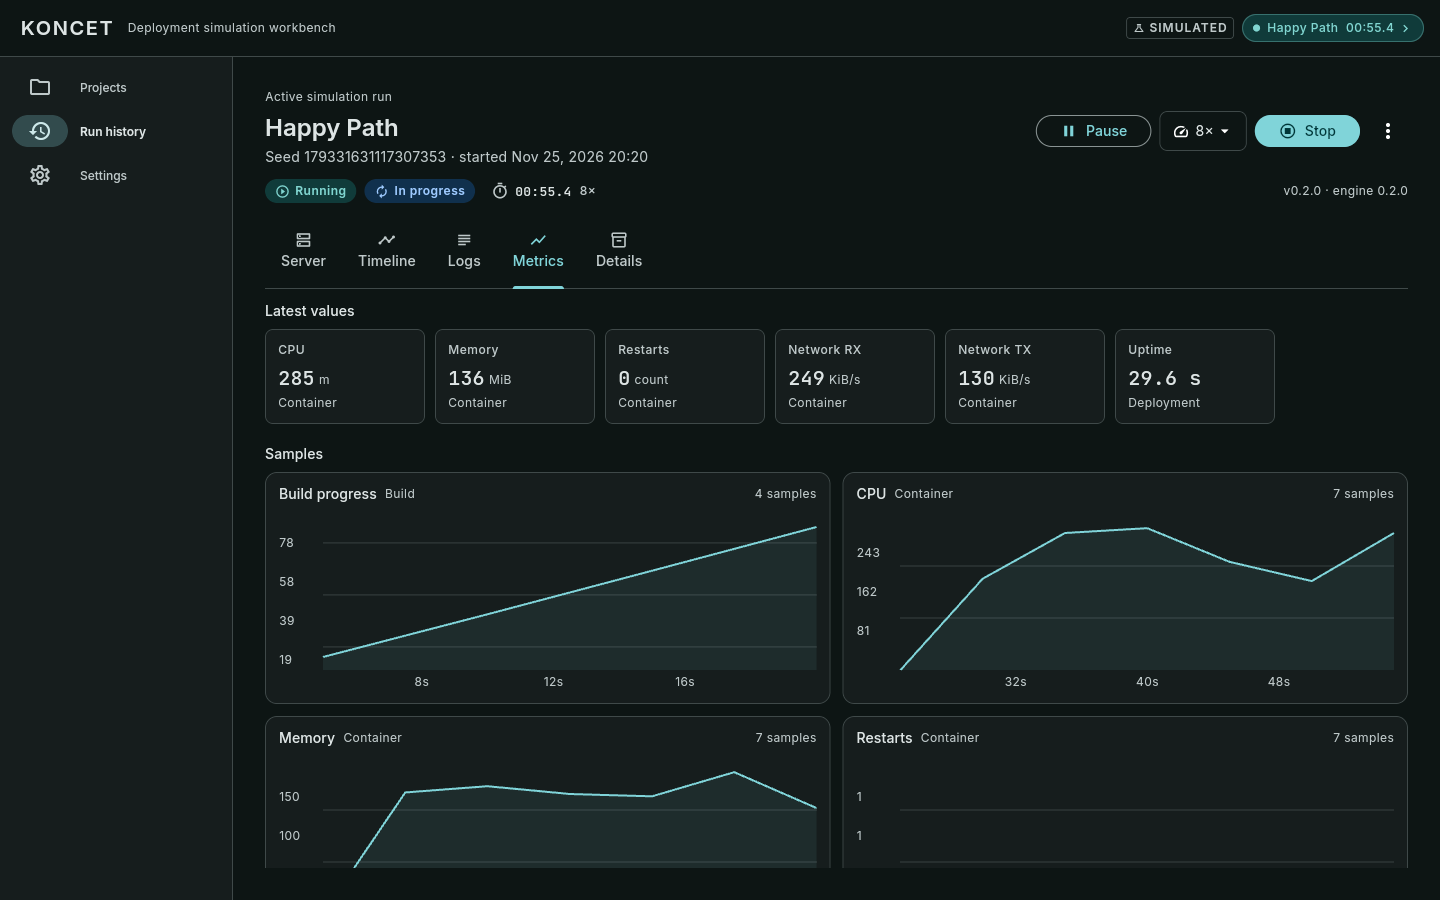 KONCET
Deployment simulation workbench
SIMULATED
Happy Path 00:55.4
Projects
Run history
Settings
Active simulation run
Happy Path
Seed 179331631117307353 · started Nov 25, 2026 20:20
Pause
8×
Stop
Running
In progress
00:55.4 8×
v0.2.0 · engine 0.2.0
Server
Timeline
Logs
Metrics
Details
Latest values
CPU
285 m
Container
Memory
136 MiB
Container
Restarts
0 count
Container
Network RX
249 KiB/s
Container
Network TX
130 KiB/s
Container
Uptime
29.6 s
Deployment
Samples
Build progress Build
4 samples
78
58
39
19
8s 12s 16s
CPU Container
7 samples
243
162
81
32s 40s 48s
Memory Container
7 samples
150
100
Restarts Container
7 samples
1
1